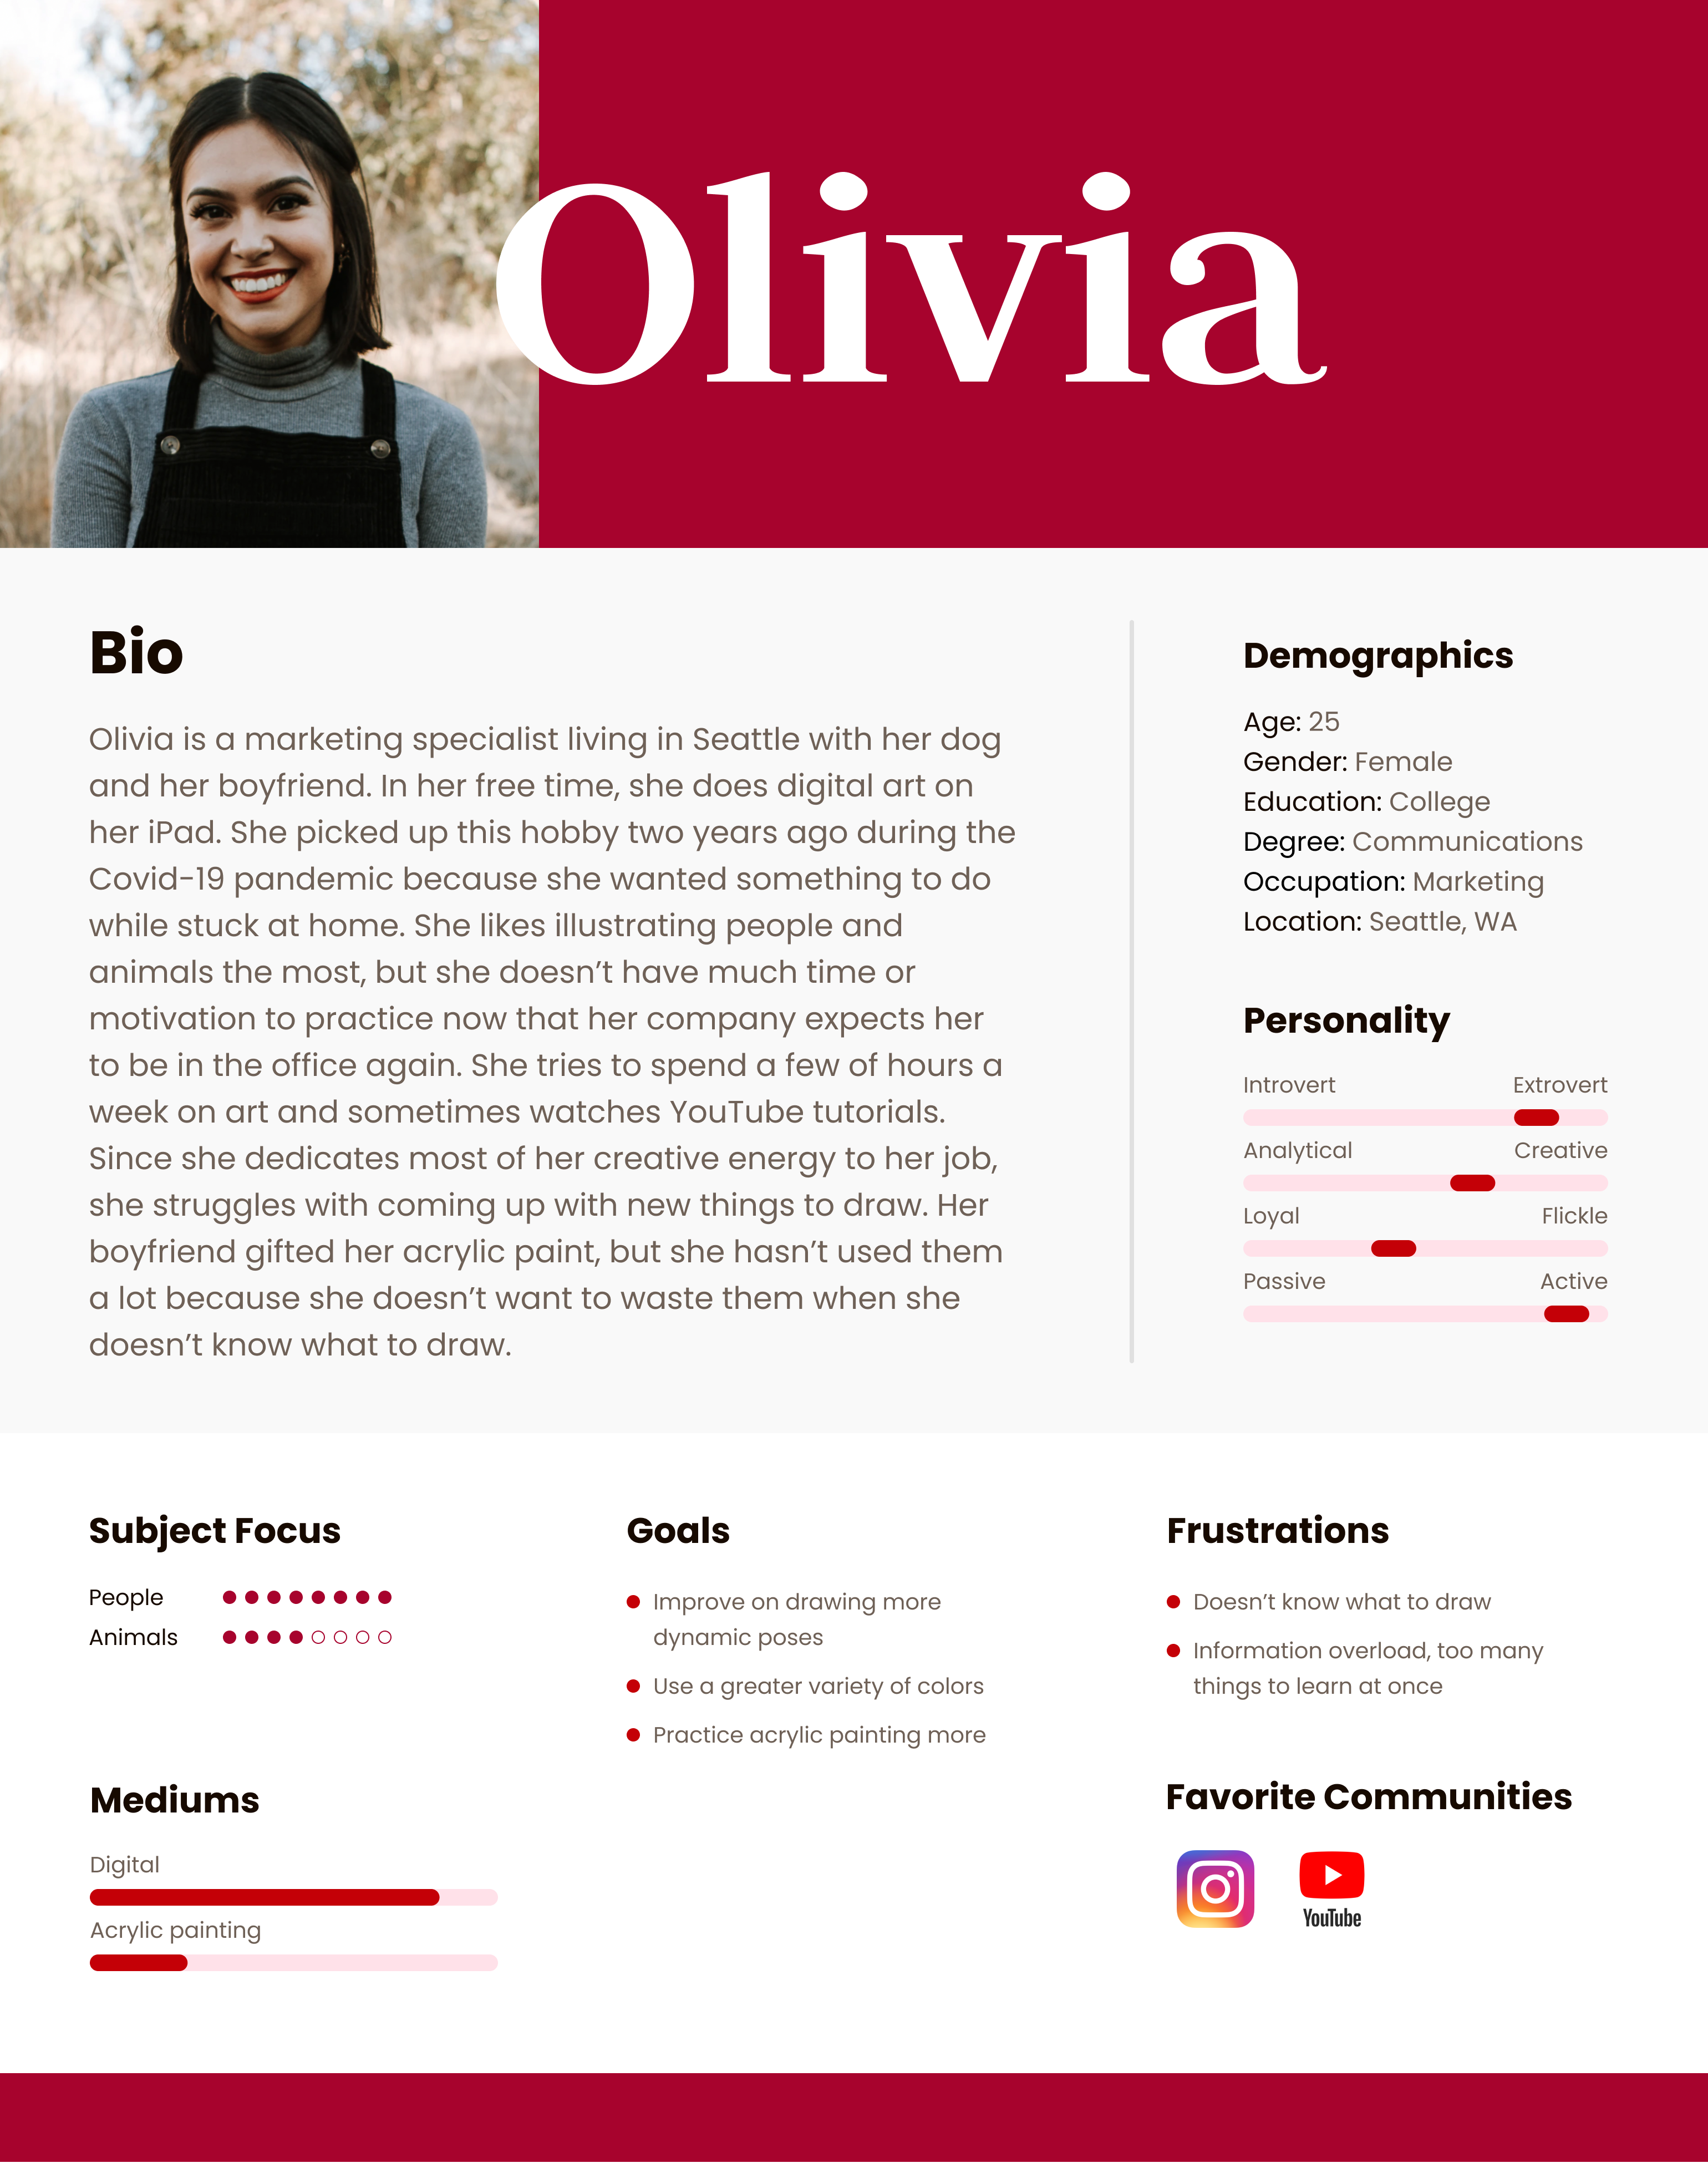 Olivia
Bio
Olivia is a marketing specialist living in Seattle with her dog
and her boyfriend. In her free time, she does digital art on
her iPad. She picked up this hobby two years ago during the
Covid-19 pandemic because she wanted something to do
while stuck at home. She likes illustrating people and
animals the most, but she doesn’t have much time or
motivation to practice now that her company expects her
to be in the office again. She tries to spend a few of hours a
week on art and sometimes watches YouTube tutorials.
Since she dedicates most of her creative energy to her job,
she struggles with coming up with new things to draw. Her
boyfriend gifted her acrylic paint, but she hasn’t used them
a lot because she doesn’t want to waste them when she
doesn’t know what to draw.
Demographics
Age: 25
Gender: Female
Education: College
Degree: Communications
Occupation: Marketing
Location: Seattle, WA
Personality
Introvert Extrovert
Analytical Creative
Loyal Flickle
Passive Active
Subject Focus
People
Animals
Mediums
Digital
Acrylic painting
Goals
Improve on drawing more
dynamic poses
Use a greater variety of colors
Practice acrylic painting more
Frustrations
Doesn’t know what to draw
Information overload, too many
things to learn at once
Favorite Communities
YouTube